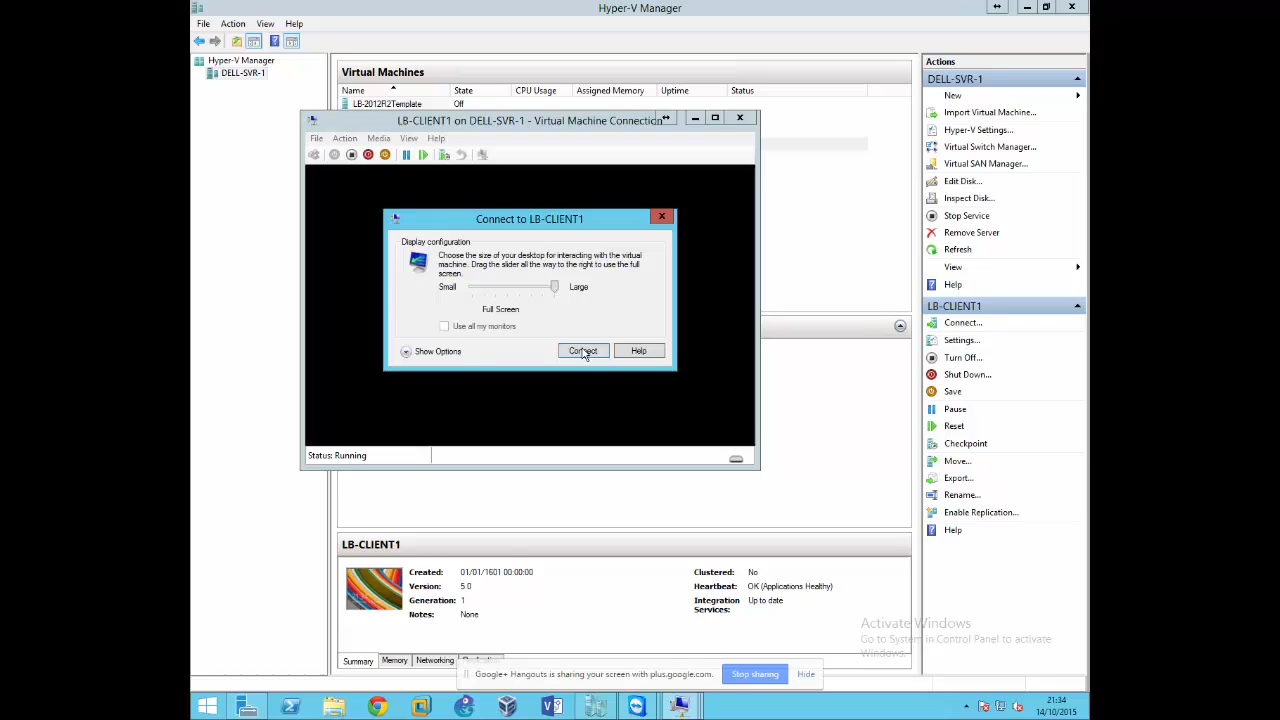 Hyper-V Manager
File Action View Help
Hyper-V Manager
DELL-SVR-1
Virtual Machines
Name State CPU Usage Assigned Memory Uptime Status
LB-2012R2Template Off
LB-CLIENT1 on DELL-SVR-1 - Virtual Machine Connection
File Action Media View Help
Connect to LB-CLIENT1
Display configuration
Choose the size of your desktop for interacting with the virtual
machine. Drag the slider all the way to the right to use the full
screen.
Small Large
Full Screen
Use all my monitors
Show Options Connect Help
Status: Running
LB-CLIENT1
Created: 01/01/1601 00:00:00 Clustered: No
Version: 5.0 Heartbeat: OK (Applications Healthy)
Generation: 1 Integration Services: Up to date
Notes: None
Summary Memory Networking
Actions
DELL-SVR-1
New
Import Virtual Machine...
Hyper-V Settings...
Virtual Switch Manager...
Virtual SAN Manager...
Edit Disk...
Inspect Disk...
Stop Service
Remove Server
Refresh
View
Help
LB-CLIENT1
Connect...
Settings...
Turn Off...
Shut Down...
Save
Pause
Reset
Checkpoint
Move...
Export...
Rename...
Enable Replication...
Help
Activate Windows
Go to System in Control Panel to activate
Windows.
Google+ Hangouts is sharing your screen with plus.google.com. Stop sharing Hide
21:34
14/10/2015